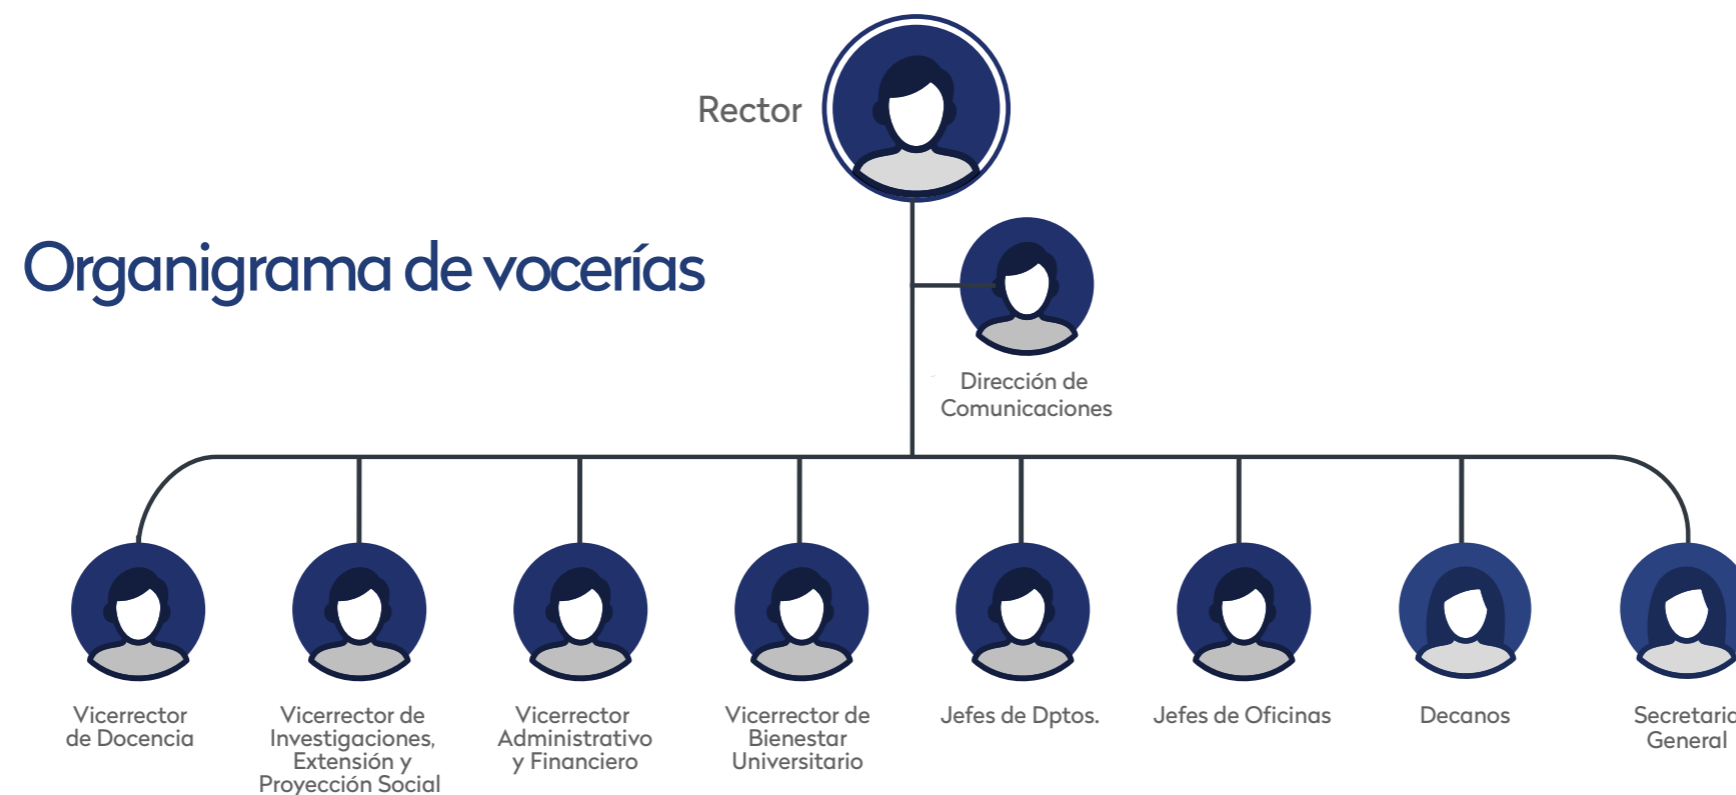 Rector
Organigrama de vocerías
Dirección de
Comunicaciones
Vicerrector
de Docencia
Vicerrector de
Investigaciones,
Extensión y
Proyección Social
Vicerrector
Administrativo
y Financiero
Vicerrector de
Bienestar
Universitario
Jefes de Dptos.
Jefes de Oficinas
Decanos
Secretaria
General